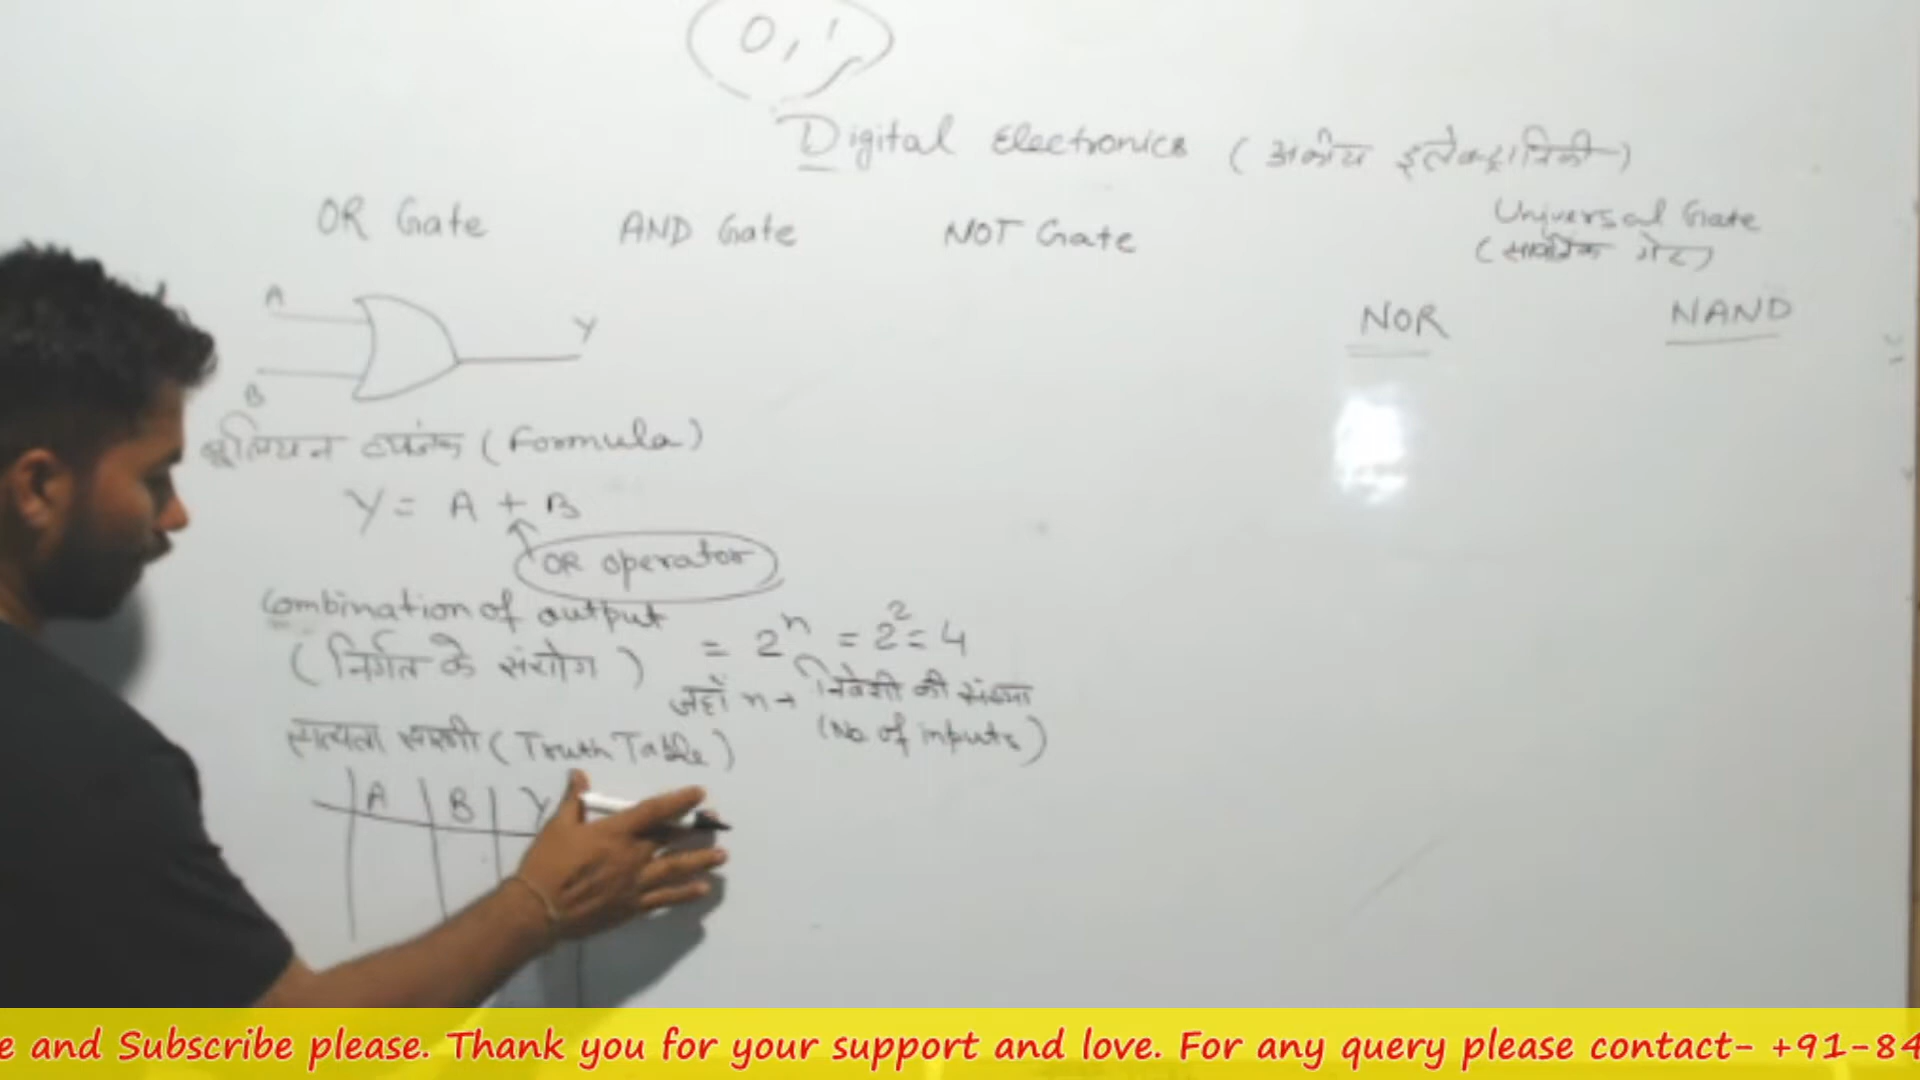 0, 1
Digital Electronics (अंकीय इलेक्ट्रानिकी)
OR Gate AND Gate NOT Gate Universal Gate
(सार्वत्रिक गेट)
NOR NAND
A
Y
B
बूलियन व्यंजक (Formula)
Y = A + B
OR operator
Combination of output
(निर्गत के संयोग) = 2ⁿ = 2² = 4
जहाँ n → निवेशी की संख्या
(No. of inputs)
सत्यता सारणी (Truth Table)
A B Y
e and Subscribe please. Thank you for your support and love. For any query please contact- +91-84